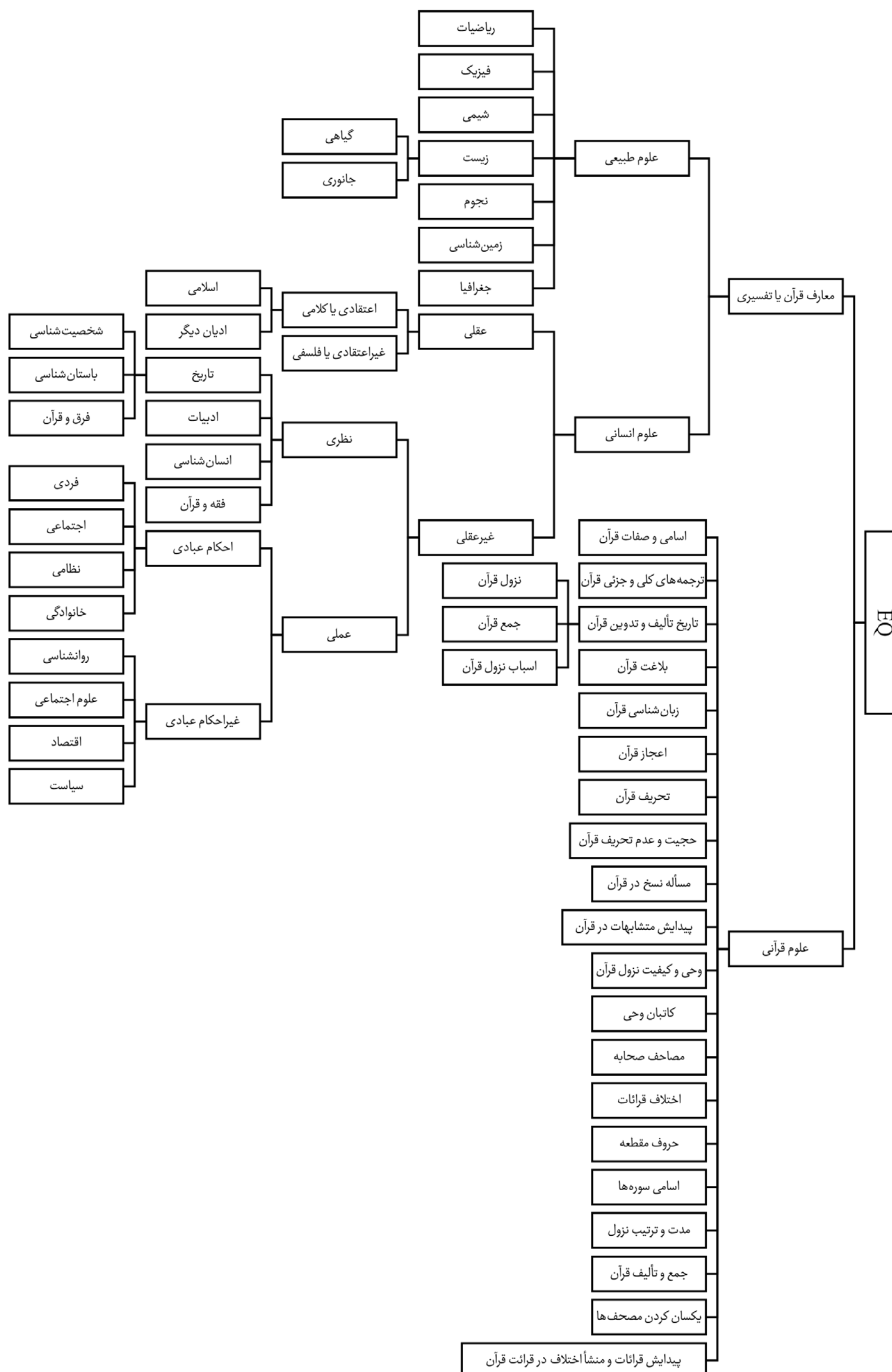 EQ
معارف قرآن یا تفسیری
علوم طبیعی
ریاضیات
فیزیک
شیمی
زیست
گیاهی
جانوری
نجوم
زمین‌شناسی
جغرافیا
علوم انسانی
عقلی
اعتقادی یا کلامی
اسلامی
ادیان دیگر
غیراعتقادی یا فلسفی
غیرعقلی
نظری
تاریخ
شخصیت‌شناسی
باستان‌شناسی
فرق و قرآن
ادبیات
انسان‌شناسی
فقه و قرآن
عملی
احکام عبادی
فردی
اجتماعی
نظامی
خانوادگی
غیراحکام عبادی
روانشناسی
علوم اجتماعی
اقتصاد
سیاست
علوم قرآنی
اسامی و صفات قرآن
ترجمه‌های کلی و جزئی قرآن
تاریخ تألیف و تدوین قرآن
نزول قرآن
جمع قرآن
اسباب نزول قرآن
بلاغت قرآن
زبان‌شناسی قرآن
اعجاز قرآن
تحریف قرآن
حجیت و عدم تحریف قرآن
مسأله نسخ در قرآن
پیدایش متشابهات در قرآن
وحی و کیفیت نزول قرآن
کاتبان وحی
مصاحف صحابه
اختلاف قرائات
حروف مقطعه
اسامی سوره‌ها
مدت و ترتیب نزول
جمع و تألیف قرآن
یکسان کردن مصحف‌ها
پیدایش قرائات و منشأ اختلاف در قرائت قرآن